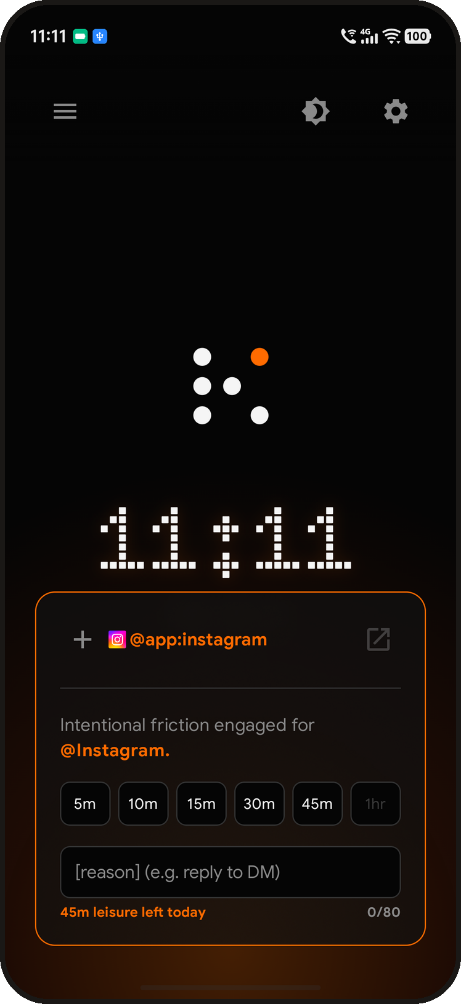 11:11 4G 100
11:11
@app:instagram
Intentional friction engaged for
@Instagram.
5m 10m 15m 30m 45m 1hr
[reason] (e.g. reply to DM)
45m leisure left today 0/80